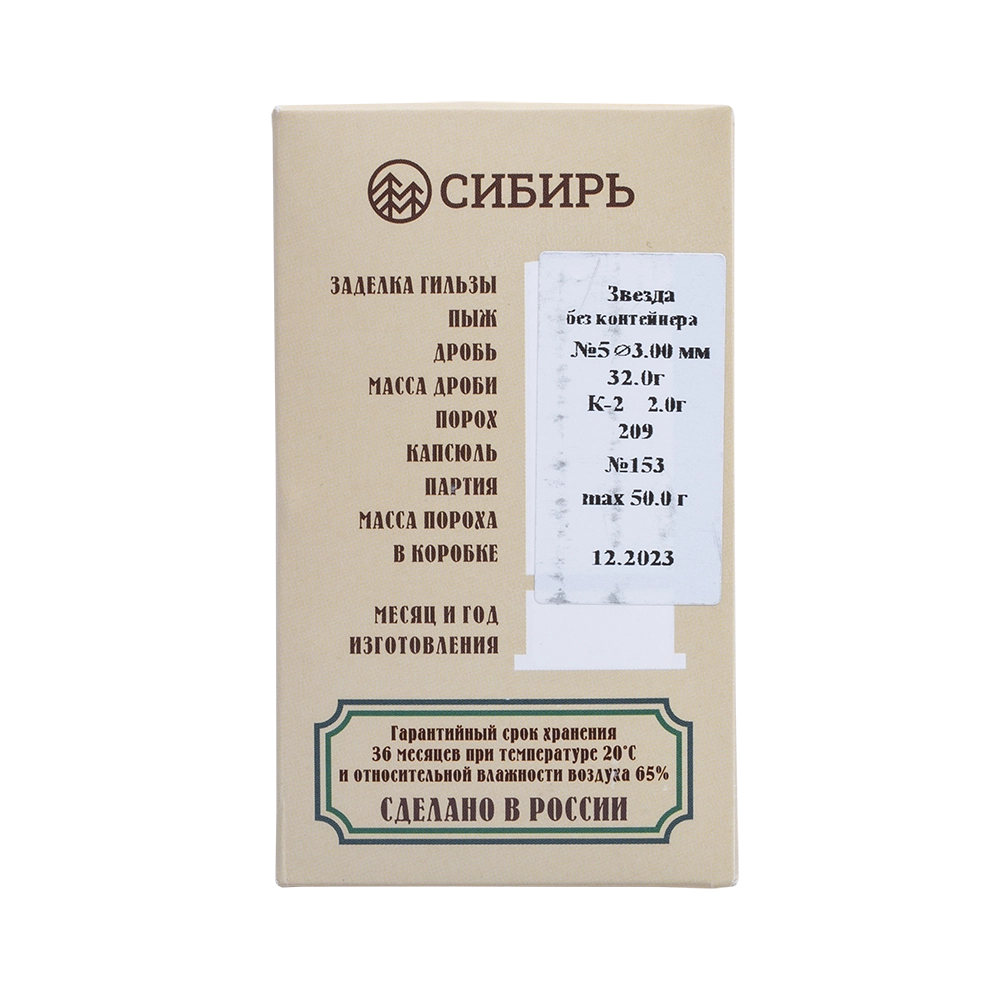 СИБИРЬ
ЗАДЕЛКА ГИЛЬЗЫ
ПЫЖ
ДРОБЬ
МАССА ДРОБИ
ПОРОХ
КАПСЮЛЬ
ПАРТИЯ
МАССА ПОРОХА
В КОРОБКЕ
МЕСЯЦ И ГОД
ИЗГОТОВЛЕНИЯ
Звезда
без контейнера
№5 ⌀3.00 мм
32.0г
К-2 2.0г
209
№153
max 50.0 г
12.2023
Гарантийный срок хранения
36 месяцев при температуре 20°С
и относительной влажности воздуха 65%
СДЕЛАНО В РОССИИ